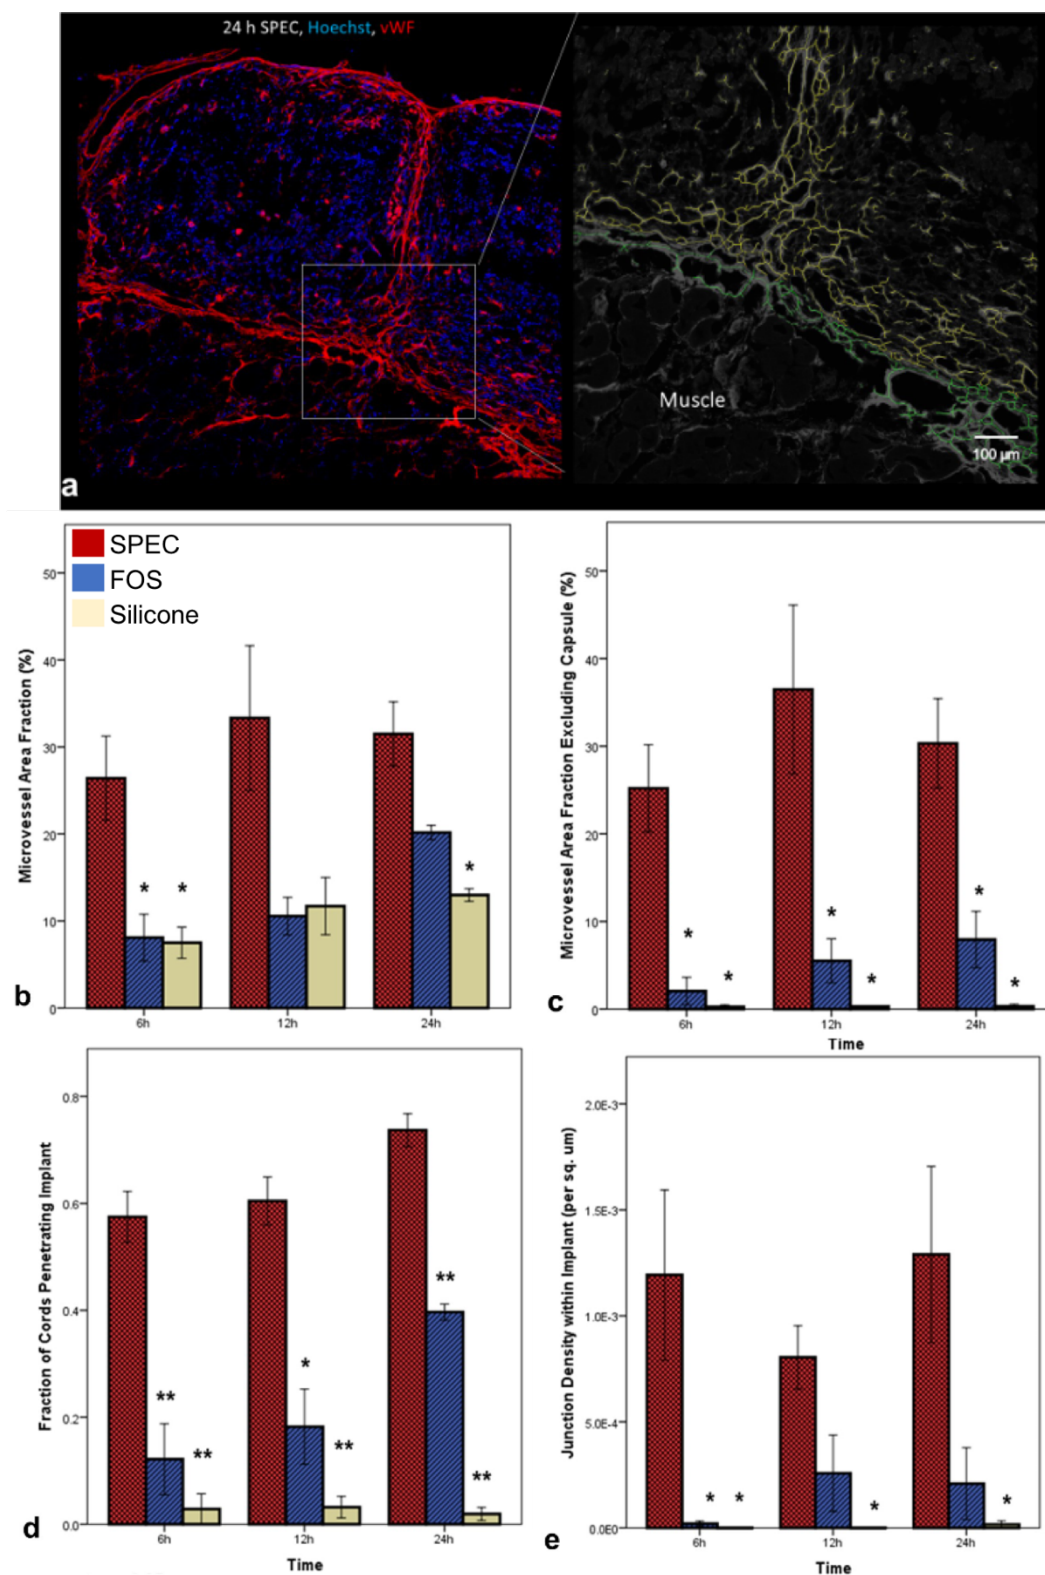 24 h SPEC, Hoechst, vWF
Muscle
100 µm
a
SPEC
FOS
Silicone
Microvessel Area Fraction (%)
50
40
30
20
10
0
* * *
6h 12h 24h
b
Microvessel Area Fraction Excluding Capsule (%)
50
40
30
20
10
0
* * * * * *
6h 12h 24h
Time
c
Fraction of Cords Penetrating Implant
0.8
0.6
0.4
0.2
0.0
** ** * ** ** **
6h 12h 24h
Time
d
Junction Density within Implant (per sq. um)
2.0E-3
1.5E-3
1.0E-3
5.0E-4
0.0E0
* * * *
6h 12h 24h
Time
e